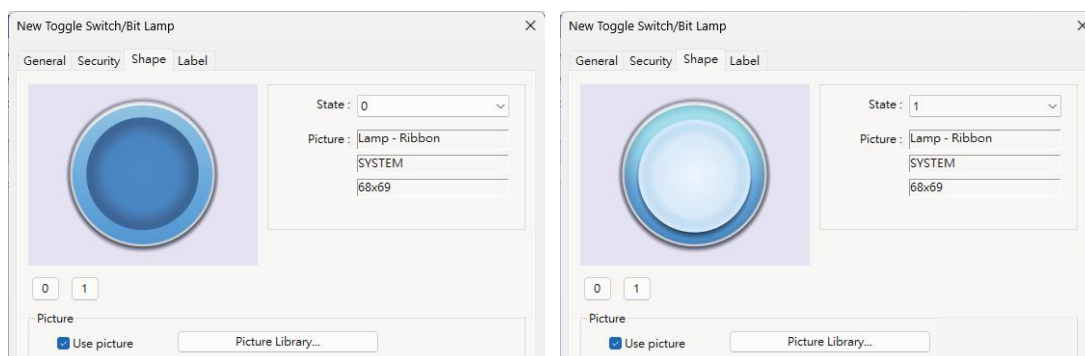 New Toggle Switch/Bit Lamp
General Security Shape Label
State : 0
Picture : Lamp - Ribbon
SYSTEM
68x69
0 1
Picture
Use picture Picture Library...
New Toggle Switch/Bit Lamp
General Security Shape Label
State : 1
Picture : Lamp - Ribbon
SYSTEM
68x69
0 1
Picture
Use picture Picture Library...